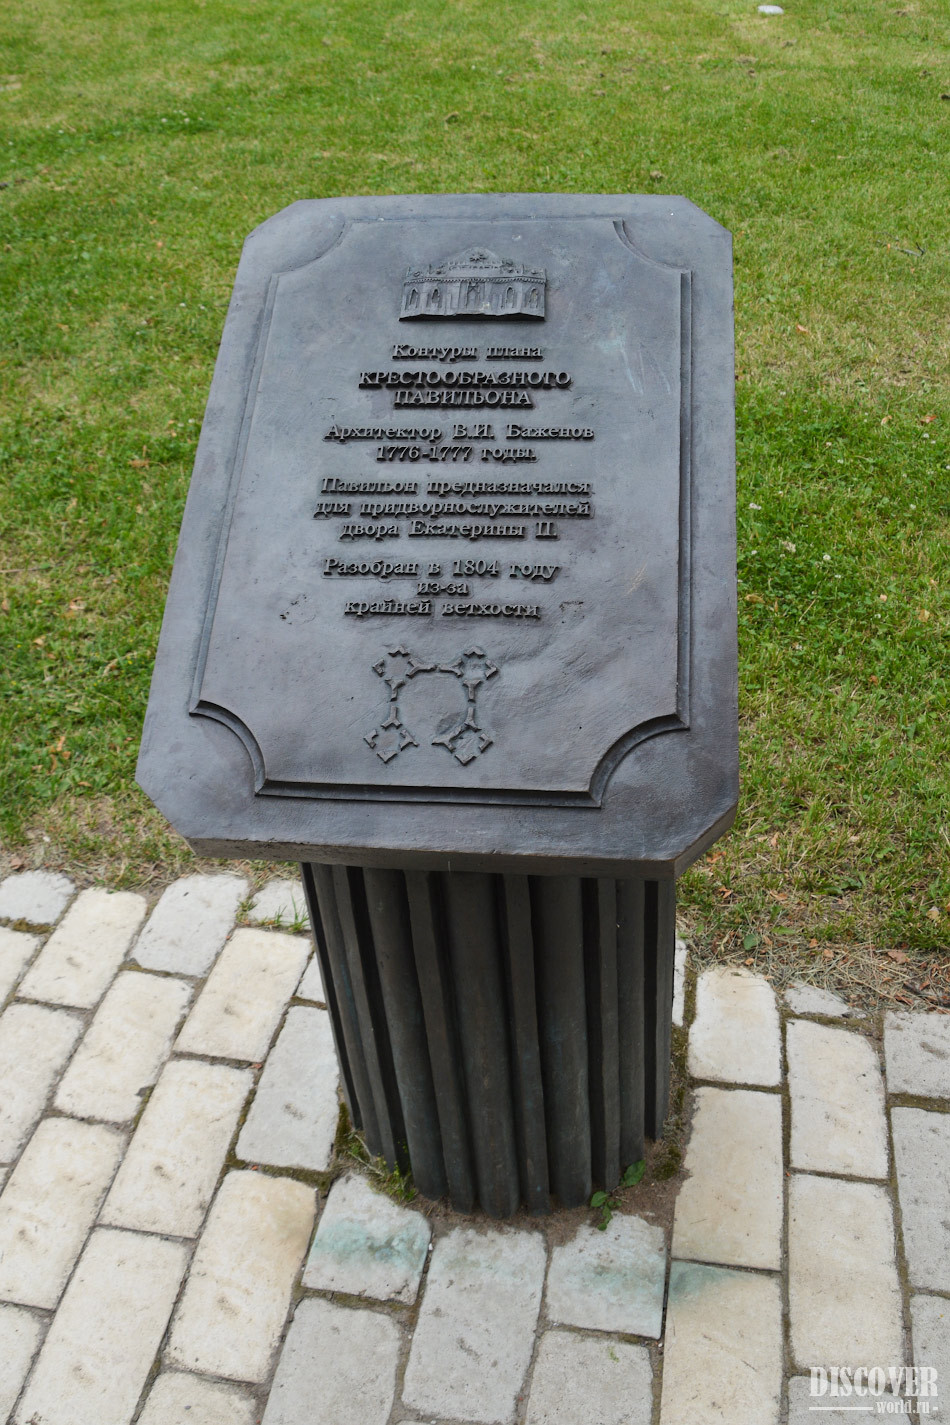 Контуры плана
КРЕСТООБРАЗНОГО
ПАВИЛЬОНА
Архитектор В.И. Баженов
1776-1777 годы.
Павильон предназначался
для придворнослужителей
двора Екатерины II.
Разобран в 1804 году
из-за
крайней ветхости
DISCOVER
world.ru